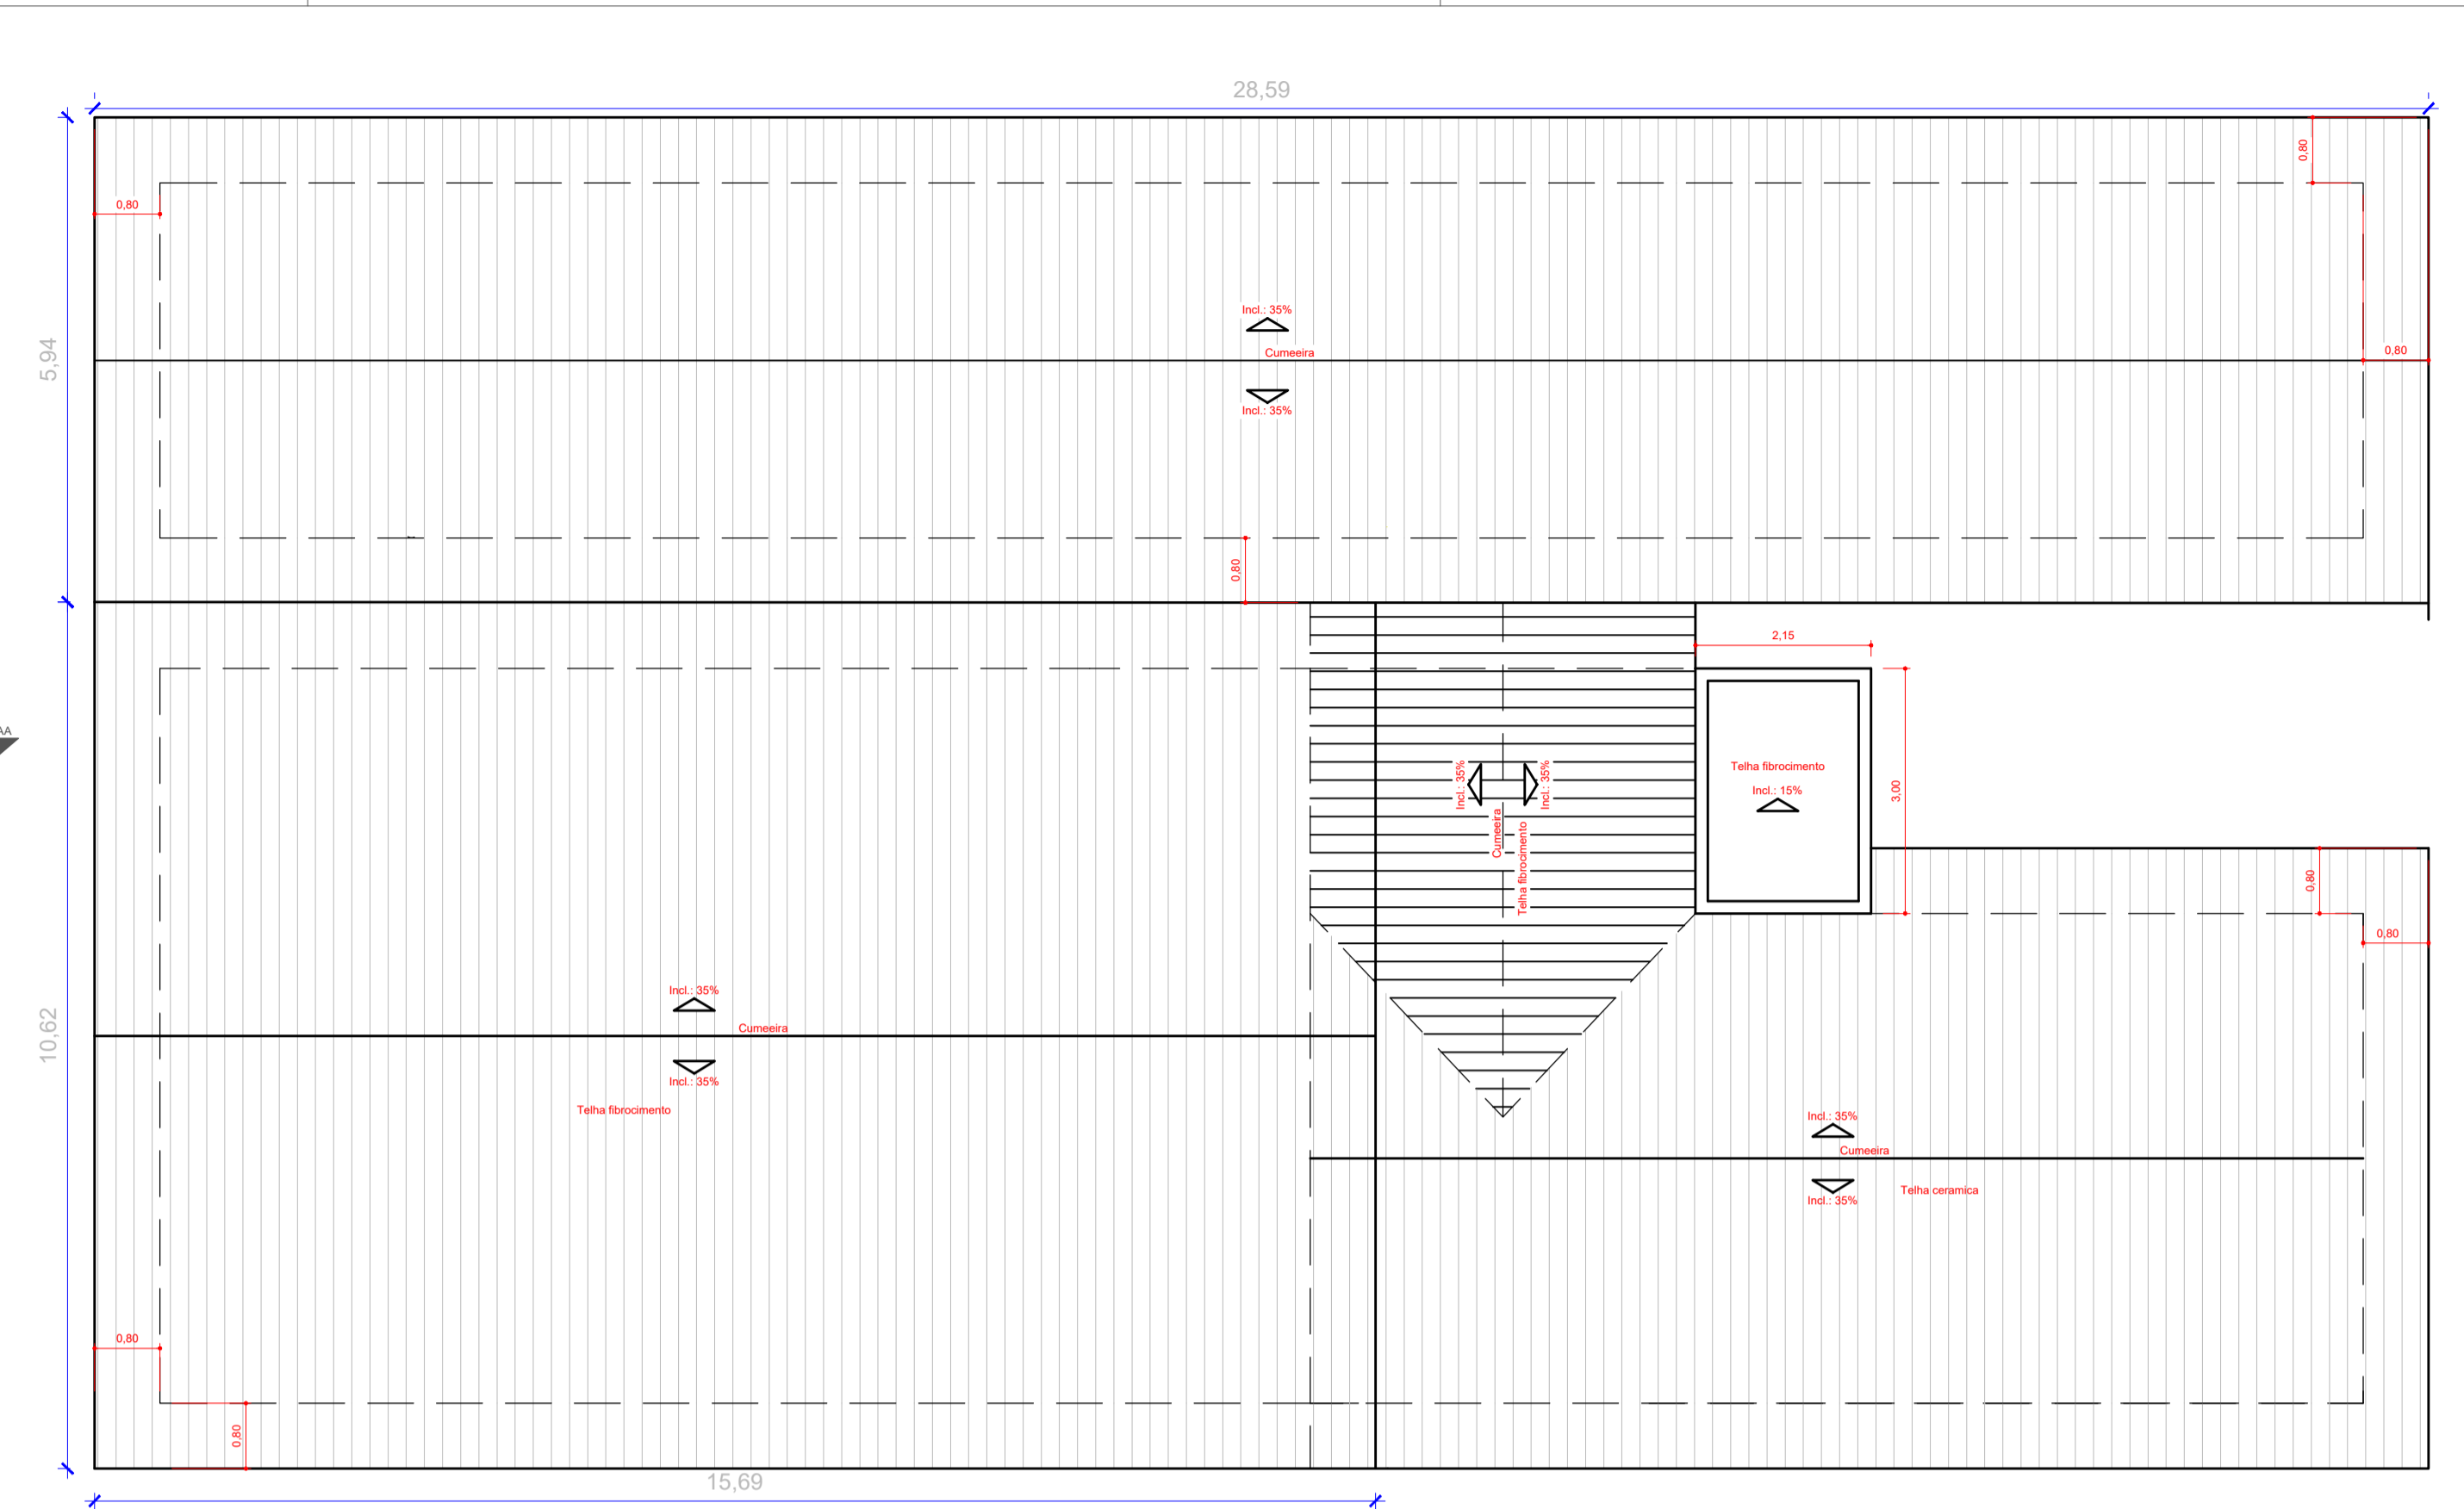 28,59
0,80
0,80
Incl.: 35%
Cumeeira
Incl.: 35%
5,94
0,80
0,80
2,15
AA
Telha fibrocimento
Incl.: 15%
3,00
Incl.: 35%
Incl.: 35%
Cumeeira
Telha fibrocimento
0,80
0,80
Incl.: 35%
Cumeeira
Incl.: 35%
Telha fibrocimento
10,62
Incl.: 35%
Cumeeira
Telha ceramica
Incl.: 35%
0,80
0,80
15,69